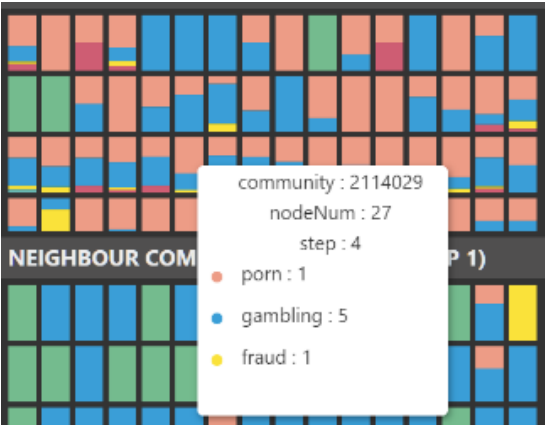 community : 2114029
nodeNum : 27
step : 4
NEIGHBOUR COM P 1)
porn : 1
gambling : 5
fraud : 1